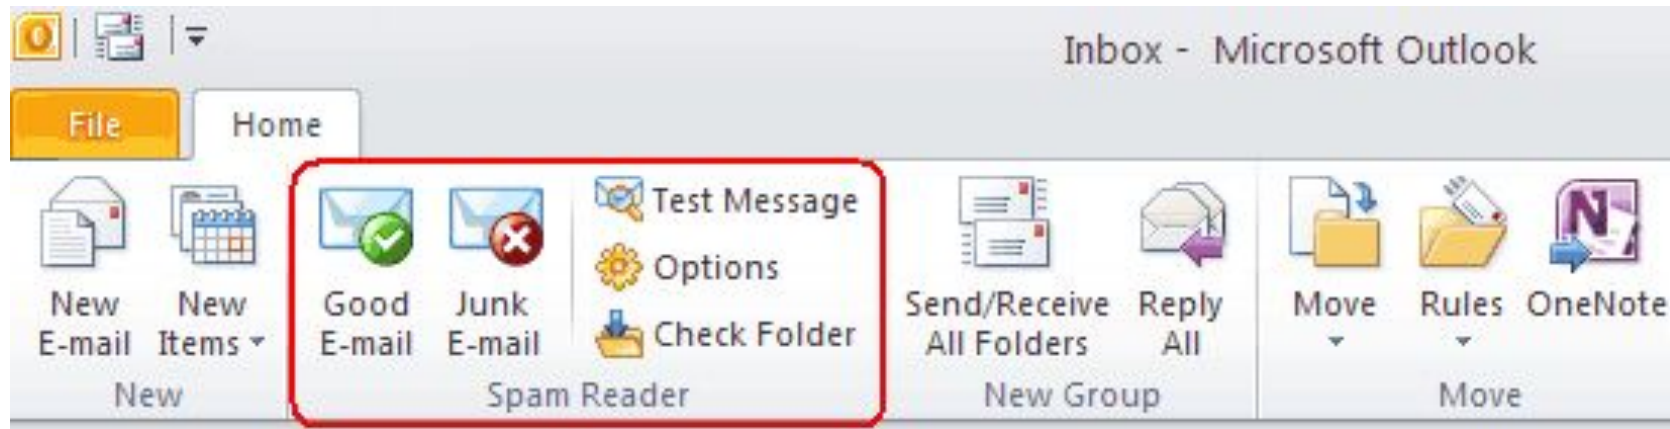 Inbox - Microsoft Outlook
File Home
New E-mail
New Items
New
Good E-mail
Junk E-mail
Test Message
Options
Check Folder
Spam Reader
Send/Receive All Folders
Reply All
New Group
Move
Rules
OneNote
Move